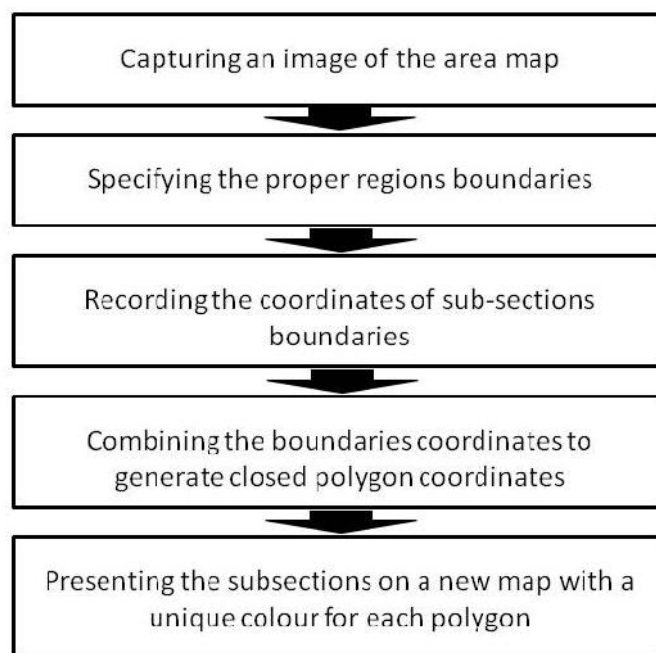 Capturing an image of the area map
Specifying the proper regions boundaries
Recording the coordinates of sub-sections
boundaries
Combining the boundaries coordinates to
generate closed polygon coordinates
Presenting the subsections on a new map with a
unique colour for each polygon